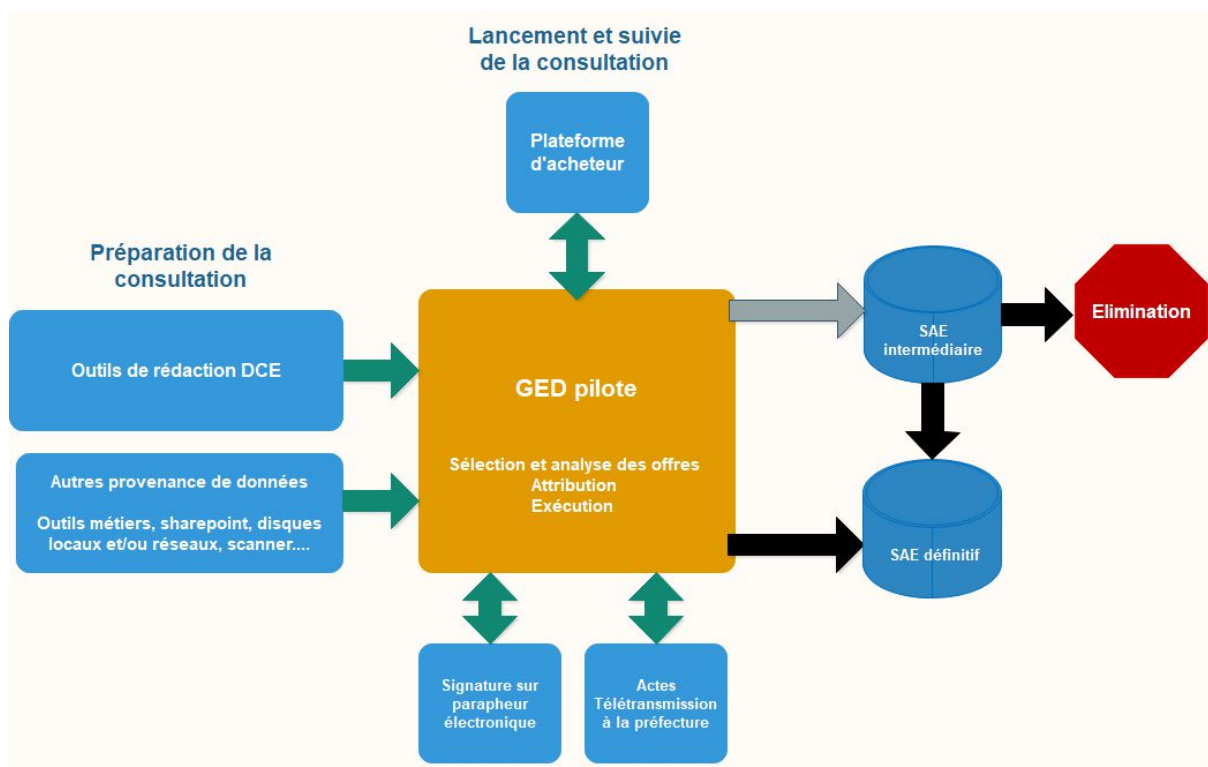 Lancement et suivie
de la consultation
Plateforme
d'acheteur
Préparation de la
consultation
Outils de rédaction DCE
Autres provenance de données
Outils métiers, sharepoint, disques
locaux et/ou réseaux, scanner....
GED pilote
Sélection et analyse des offres
Attribution
Exécution
SAE
intermédiaire
Elimination
SAE définitif
Signature sur
parapheur
électronique
Actes
Télétransmission
à la préfecture